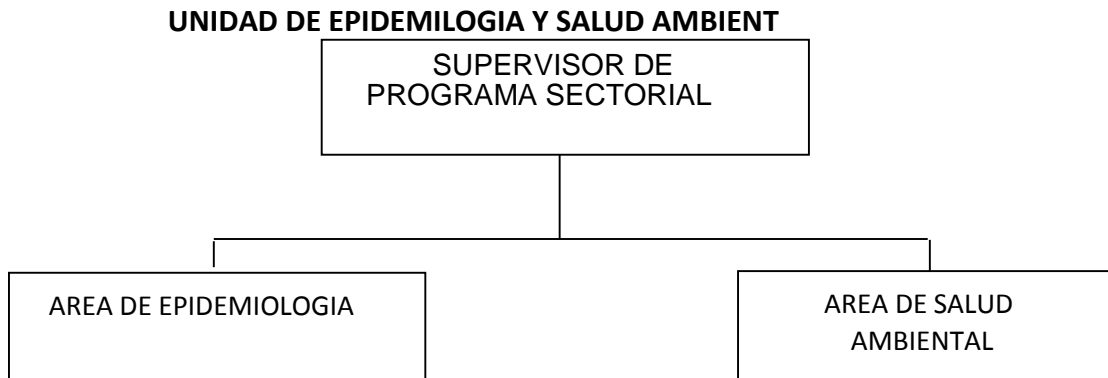 UNIDAD DE EPIDEMILOGIA Y SALUD AMBIENT
SUPERVISOR DE
PROGRAMA SECTORIAL
AREA DE EPIDEMIOLOGIA
AREA DE SALUD
AMBIENTAL